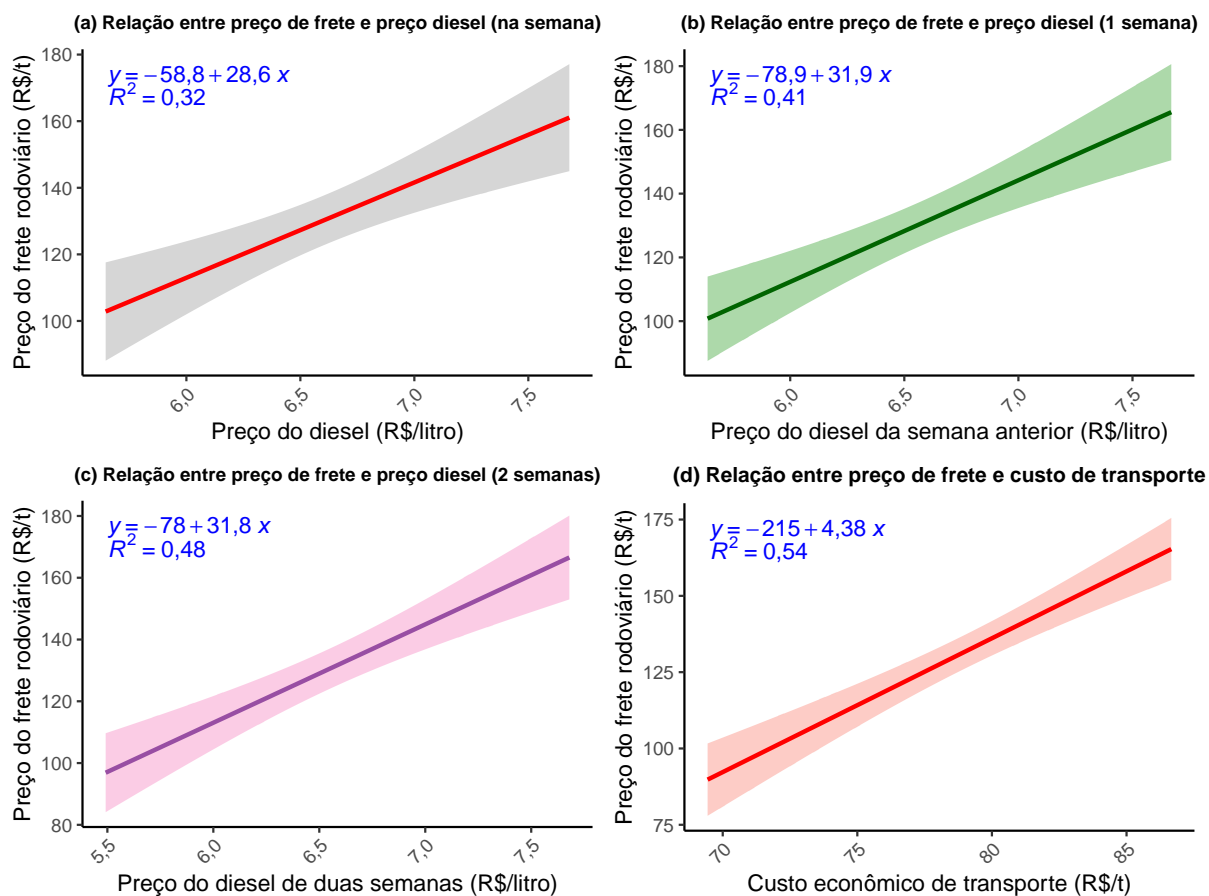 (a) Relação entre preço de frete e preço diesel (na semana)
y = −58,8 + 28,6 x
R² = 0,32
Preço do frete rodoviário (R$/t)
180
160
140
120
100
6,0
6,5
7,0
7,5
Preço do diesel (R$/litro)
(b) Relação entre preço de frete e preço diesel (1 semana)
y = −78,9 + 31,9 x
R² = 0,41
Preço do frete rodoviário (R$/t)
180
160
140
120
100
6,0
6,5
7,0
7,5
Preço do diesel da semana anterior (R$/litro)
(c) Relação entre preço de frete e preço diesel (2 semanas)
y = −78 + 31,8 x
R² = 0,48
Preço do frete rodoviário (R$/t)
180
160
140
120
100
80
5,5
6,0
6,5
7,0
7,5
Preço do diesel de duas semanas (R$/litro)
(d) Relação entre preço de frete e custo de transporte
y = −215 + 4,38 x
R² = 0,54
Preço do frete rodoviário (R$/t)
175
150
125
100
75
70
75
80
85
Custo econômico de transporte (R$/t)